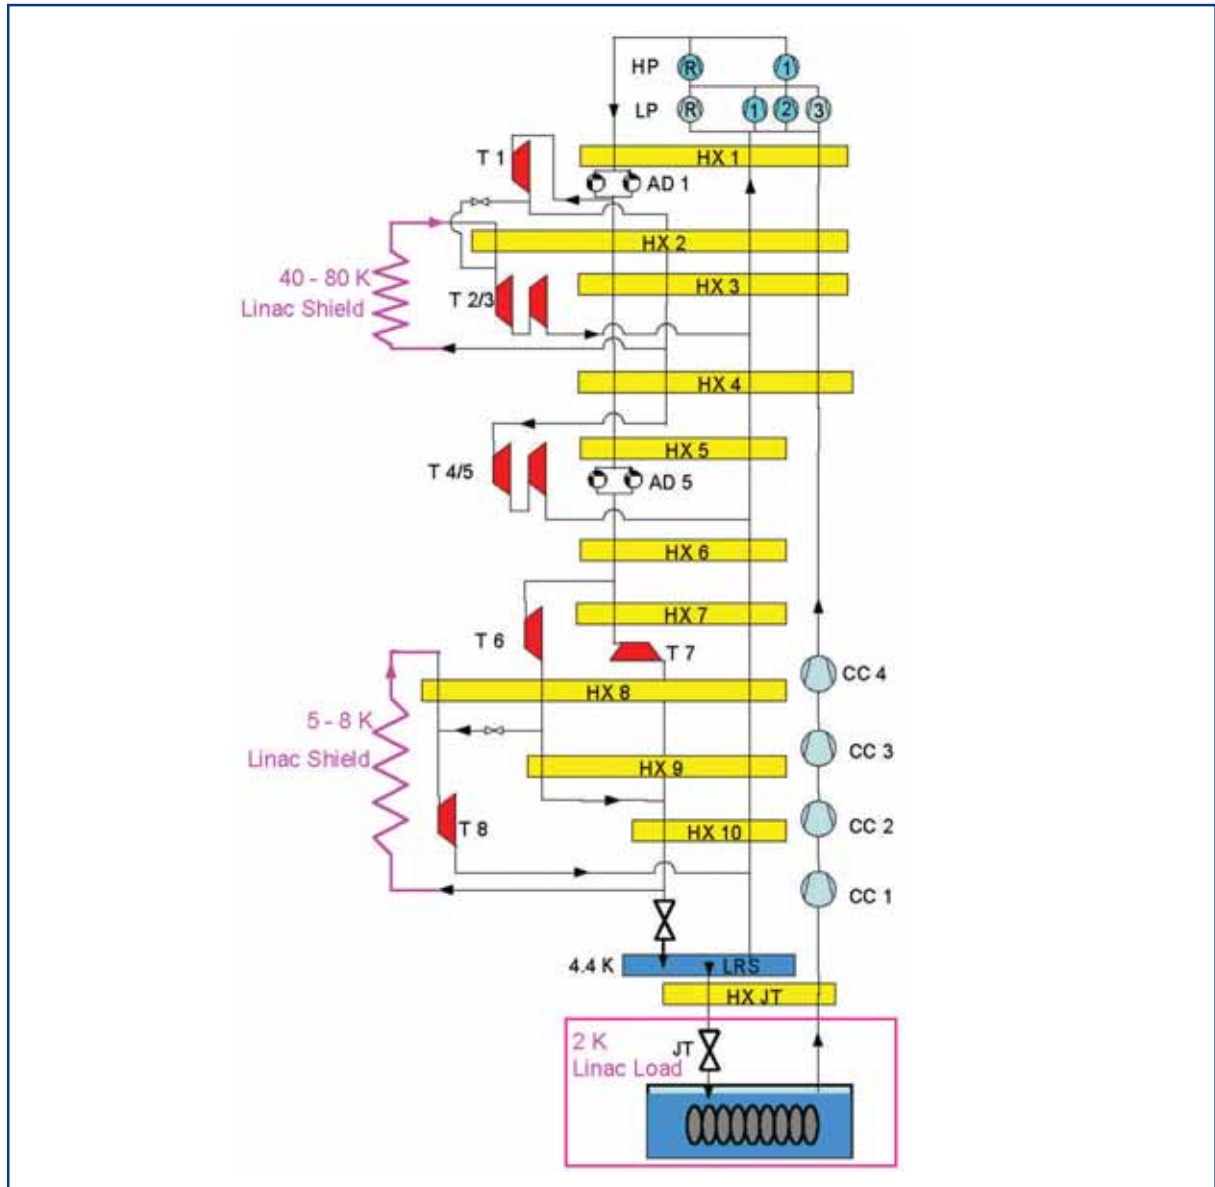 HP R 1
LP R 1 2 3
T 1
HX 1
AD 1
HX 2
40 - 80 K
Linac Shield
T 2/3
HX 3
HX 4
HX 5
T 4/5
AD 5
HX 6
HX 7
T 6
T 7
HX 8
CC 4
5 - 8 K
Linac Shield
HX 9
CC 3
T 8
HX 10
CC 2
CC 1
4.4 K
LRS
HX JT
2 K
Linac Load
JT